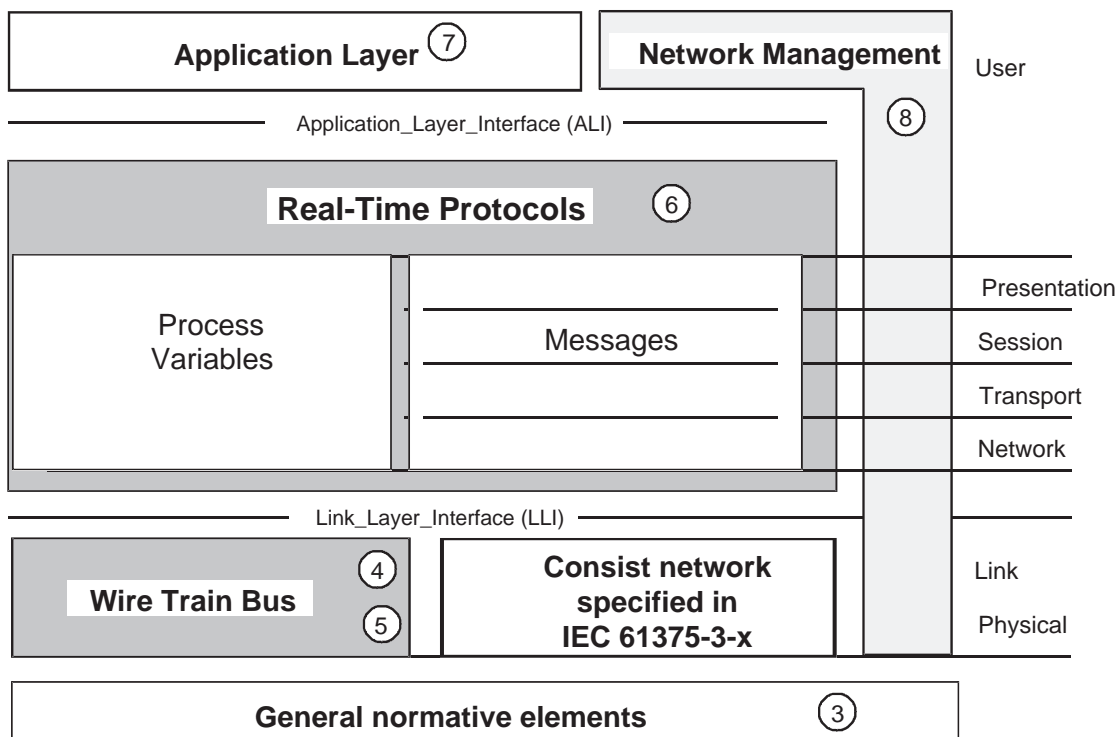 Application Layer 7
Network Management
User
8
Application_Layer_Interface (ALI)
Real-Time Protocols 6
Process
Variables
Messages
Presentation
Session
Transport
Network
Link_Layer_Interface (LLI)
Wire Train Bus
4
5
Consist network
specified in
IEC 61375-3-x
Link
Physical
General normative elements 3